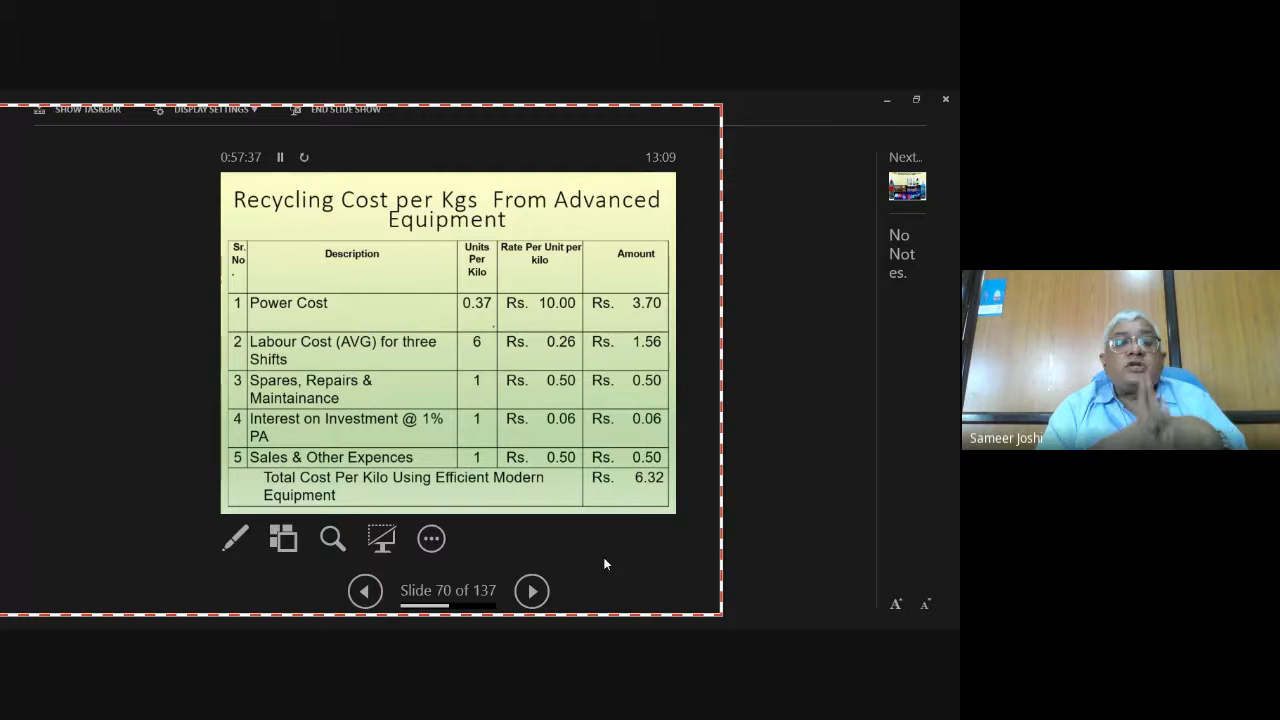 SHOW TASKBAR DISPLAY SETTINGS END SLIDE SHOW
0:57:37 13:09
Next...
Recycling Cost per Kgs From Advanced
Equipment
Sr. No . Description Units Per Kilo Rate Per Unit per kilo Amount
1 Power Cost 0.37 Rs. 10.00 Rs. 3.70
2 Labour Cost (AVG) for three
Shifts 6 Rs. 0.26 Rs. 1.56
3 Spares, Repairs &
Maintainance 1 Rs. 0.50 Rs. 0.50
4 Interest on Investment @ 1%
PA 1 Rs. 0.06 Rs. 0.06
5 Sales & Other Expences 1 Rs. 0.50 Rs. 0.50
Total Cost Per Kilo Using Efficient Modern
Equipment Rs. 6.32
No
Not
es.
Slide 70 of 137
A A
Sameer Joshi